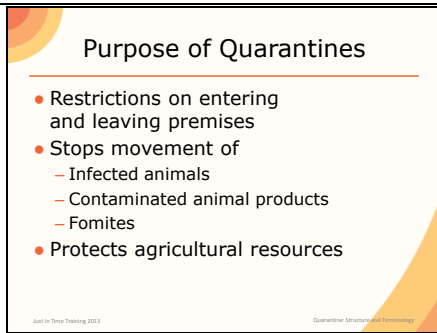 Purpose of Quarantines
• Restrictions on entering
and leaving premises
• Stops movement of
– Infected animals
– Contaminated animal products
– Fomites
• Protects agricultural resources
Just In Time Training 2013
Quarantine: Structure and Terminology